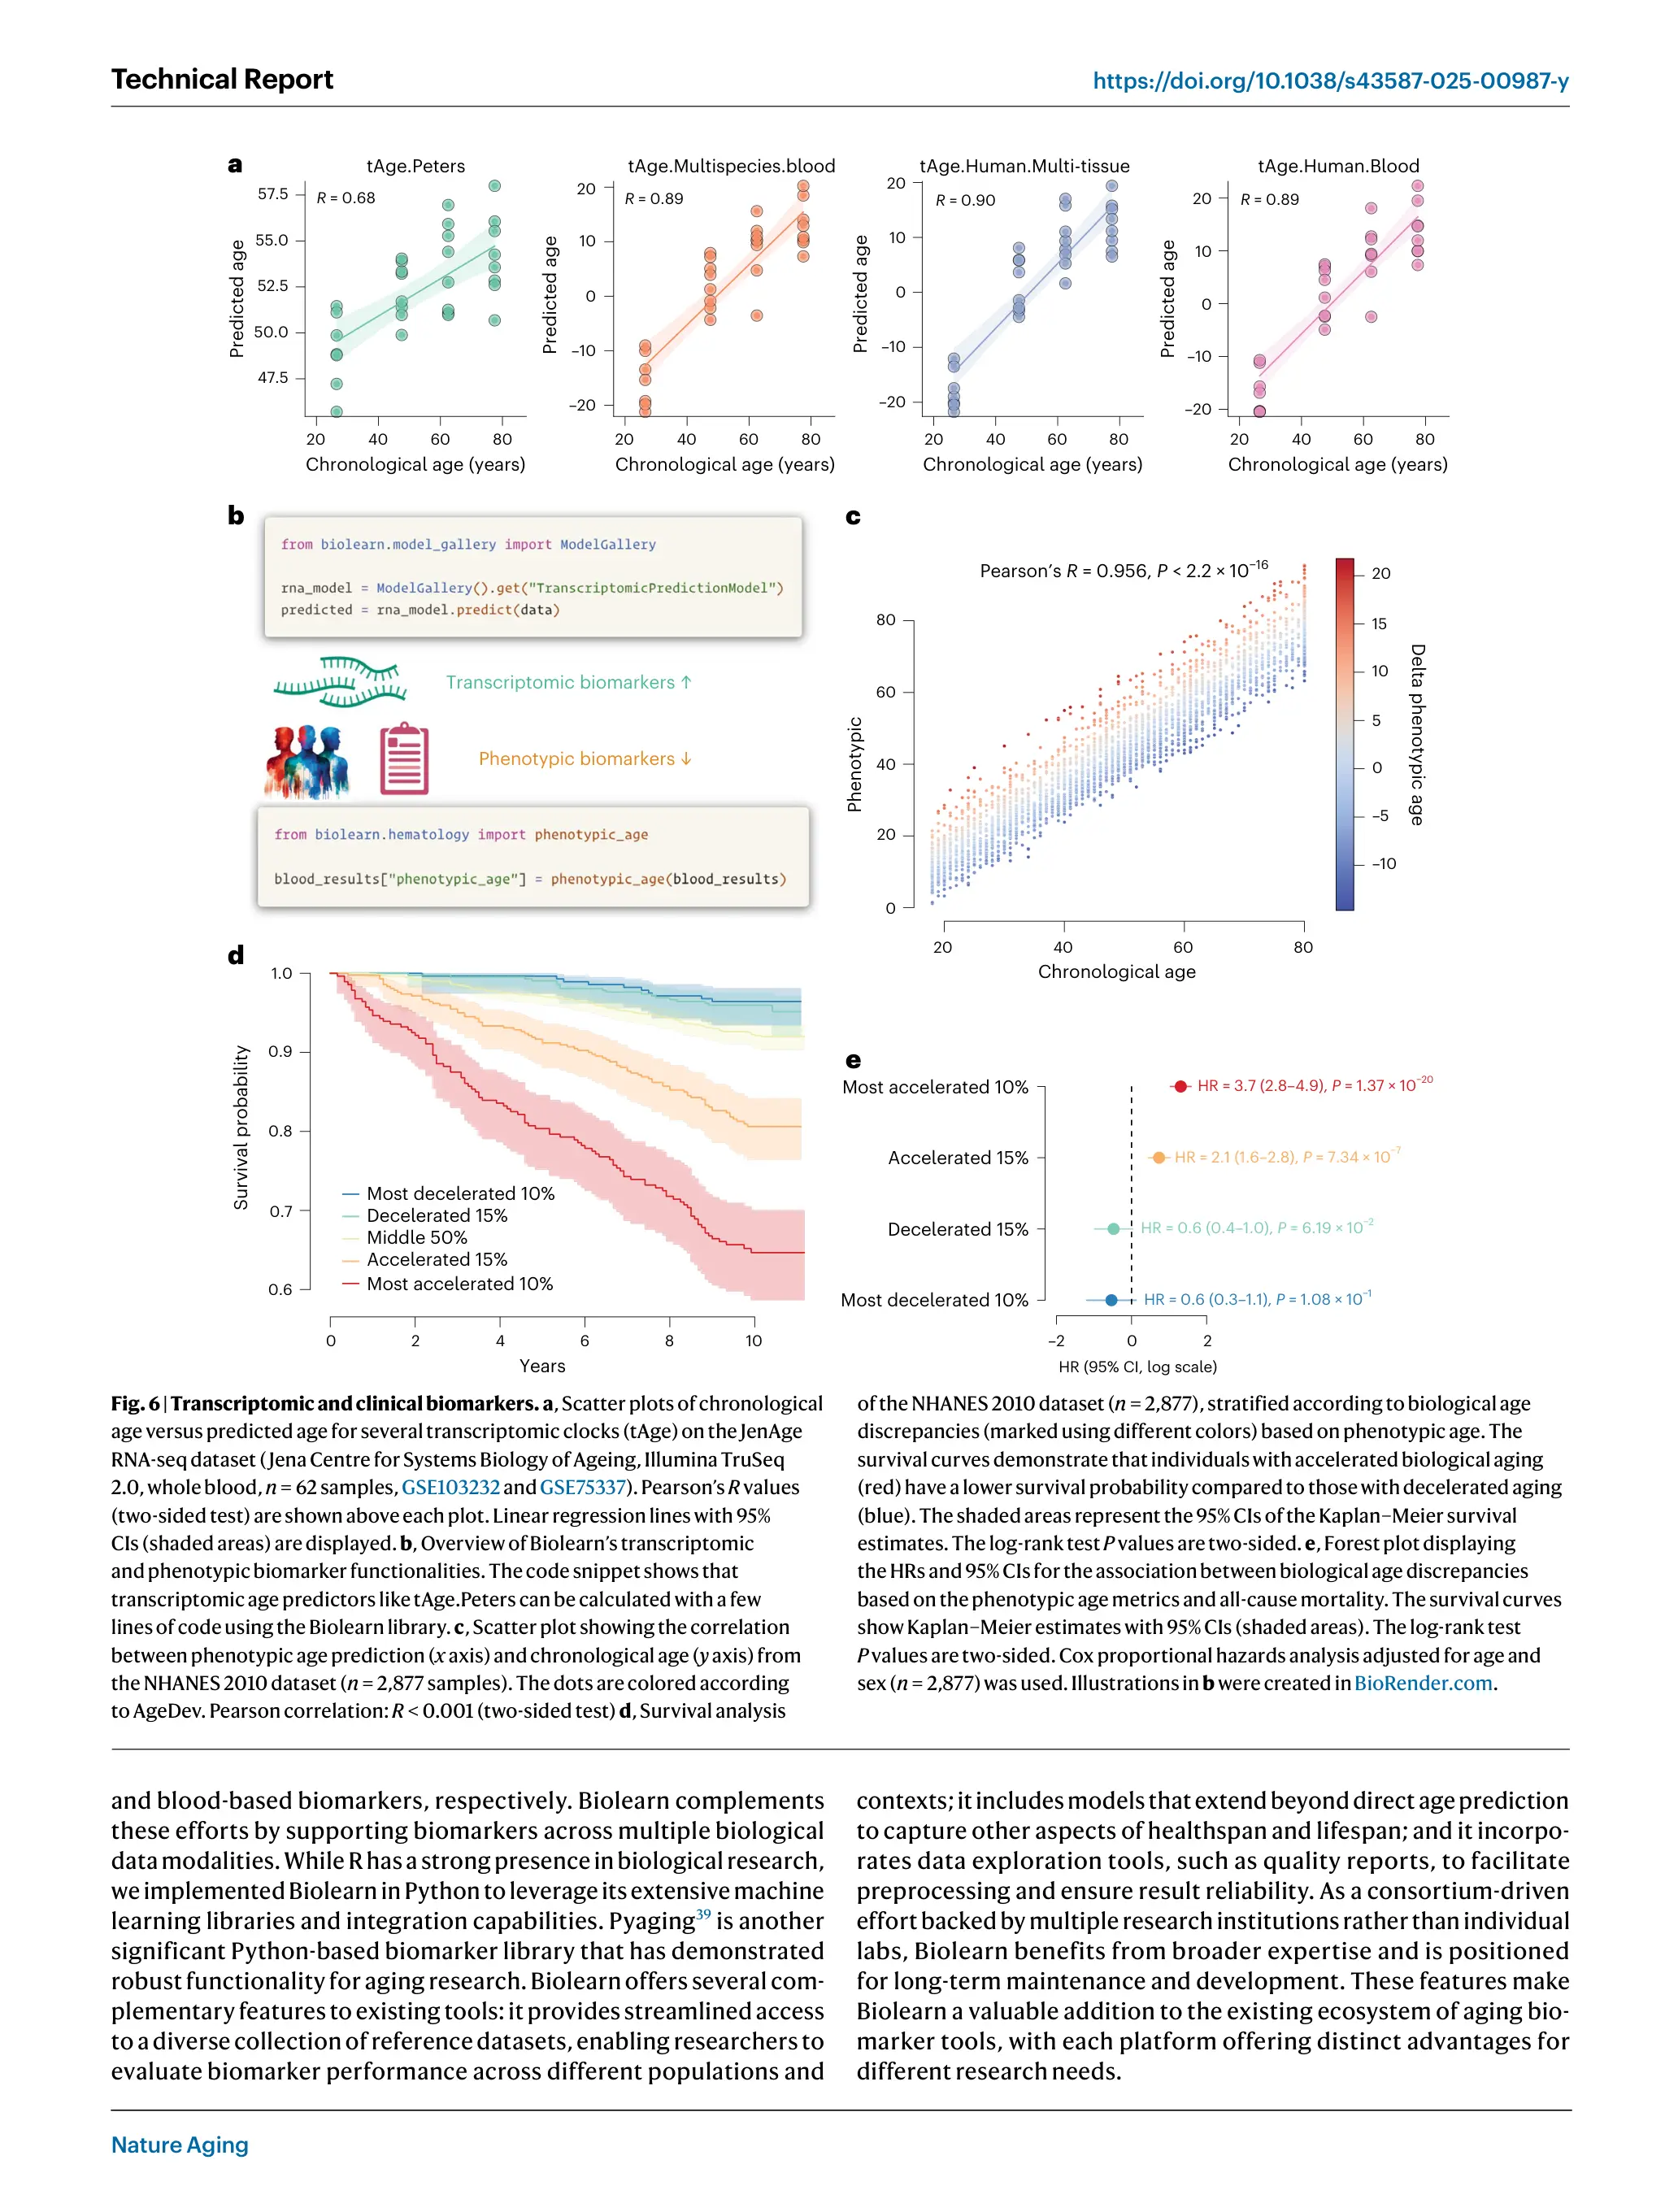 Technical Report
https://doi.org/10.1038/s43587-025-00987-y
a
tAge.Peters
R = 0.68
57.5
55.0
52.5
50.0
47.5
Predicted age
20 40 60 80
Chronological age (years)
tAge.Multispecies.blood
R = 0.89
20
10
0
–10
–20
Predicted age
20 40 60 80
Chronological age (years)
tAge.Human.Multi-tissue
R = 0.90
20
10
0
–10
–20
Predicted age
20 40 60 80
Chronological age (years)
tAge.Human.Blood
R = 0.89
20
10
0
–10
–20
Predicted age
20 40 60 80
Chronological age (years)
b
from biolearn.model_gallery import ModelGallery
rna_model = ModelGallery().get("TranscriptomicPredictionModel")
predicted = rna_model.predict(data)
Transcriptomic biomarkers ↑
Phenotypic biomarkers ↓
from biolearn.hematology import phenotypic_age
blood_results["phenotypic_age"] = phenotypic_age(blood_results)
c
Pearson's R = 0.956, P < 2.2 × 10⁻¹⁶
80
60
40
20
0
Phenotypic
20 40 60 80
Chronological age
20
15
10
5
0
–5
–10
Delta phenotypic age
d
1.0
0.9
0.8
0.7
0.6
Survival probability
Most decelerated 10%
Decelerated 15%
Middle 50%
Accelerated 15%
Most accelerated 10%
0 2 4 6 8 10
Years
e
Most accelerated 10% HR = 3.7 (2.8–4.9), P = 1.37 × 10⁻²⁰
Accelerated 15% HR = 2.1 (1.6–2.8), P = 7.34 × 10⁻⁷
Decelerated 15% HR = 0.6 (0.4–1.0), P = 6.19 × 10⁻²
Most decelerated 10% HR = 0.6 (0.3–1.1), P = 1.08 × 10⁻¹
–2 0 2
HR (95% CI, log scale)
Fig. 6 | Transcriptomic and clinical biomarkers. a, Scatter plots of chronological
age versus predicted age for several transcriptomic clocks (tAge) on the JenAge
RNA-seq dataset (Jena Centre for Systems Biology of Ageing, Illumina TruSeq
2.0, whole blood, n = 62 samples, GSE103232 and GSE75337). Pearson's R values
(two-sided test) are shown above each plot. Linear regression lines with 95%
CIs (shaded areas) are displayed. b, Overview of Biolearn's transcriptomic
and phenotypic biomarker functionalities. The code snippet shows that
transcriptomic age predictors like tAge.Peters can be calculated with a few
lines of code using the Biolearn library. c, Scatter plot showing the correlation
between phenotypic age prediction (x axis) and chronological age (y axis) from
the NHANES 2010 dataset (n = 2,877 samples). The dots are colored according
to AgeDev. Pearson correlation: R < 0.001 (two-sided test) d, Survival analysis
of the NHANES 2010 dataset (n = 2,877), stratified according to biological age
discrepancies (marked using different colors) based on phenotypic age. The
survival curves demonstrate that individuals with accelerated biological aging
(red) have a lower survival probability compared to those with decelerated aging
(blue). The shaded areas represent the 95% CIs of the Kaplan–Meier survival
estimates. The log-rank test P values are two-sided. e, Forest plot displaying
the HRs and 95% CIs for the association between biological age discrepancies
based on the phenotypic age metrics and all-cause mortality. The survival curves
show Kaplan–Meier estimates with 95% CIs (shaded areas). The log-rank test
P values are two-sided. Cox proportional hazards analysis adjusted for age and
sex (n = 2,877) was used. Illustrations in b were created in BioRender.com.
and blood-based biomarkers, respectively. Biolearn complements
these efforts by supporting biomarkers across multiple biological
data modalities. While R has a strong presence in biological research,
we implemented Biolearn in Python to leverage its extensive machine
learning libraries and integration capabilities. Pyaging³⁹ is another
significant Python-based biomarker library that has demonstrated
robust functionality for aging research. Biolearn offers several com-
plementary features to existing tools: it provides streamlined access
to a diverse collection of reference datasets, enabling researchers to
evaluate biomarker performance across different populations and
contexts; it includes models that extend beyond direct age prediction
to capture other aspects of healthspan and lifespan; and it incorpo-
rates data exploration tools, such as quality reports, to facilitate
preprocessing and ensure result reliability. As a consortium-driven
effort backed by multiple research institutions rather than individual
labs, Biolearn benefits from broader expertise and is positioned
for long-term maintenance and development. These features make
Biolearn a valuable addition to the existing ecosystem of aging bio-
marker tools, with each platform offering distinct advantages for
different research needs.
Nature Aging